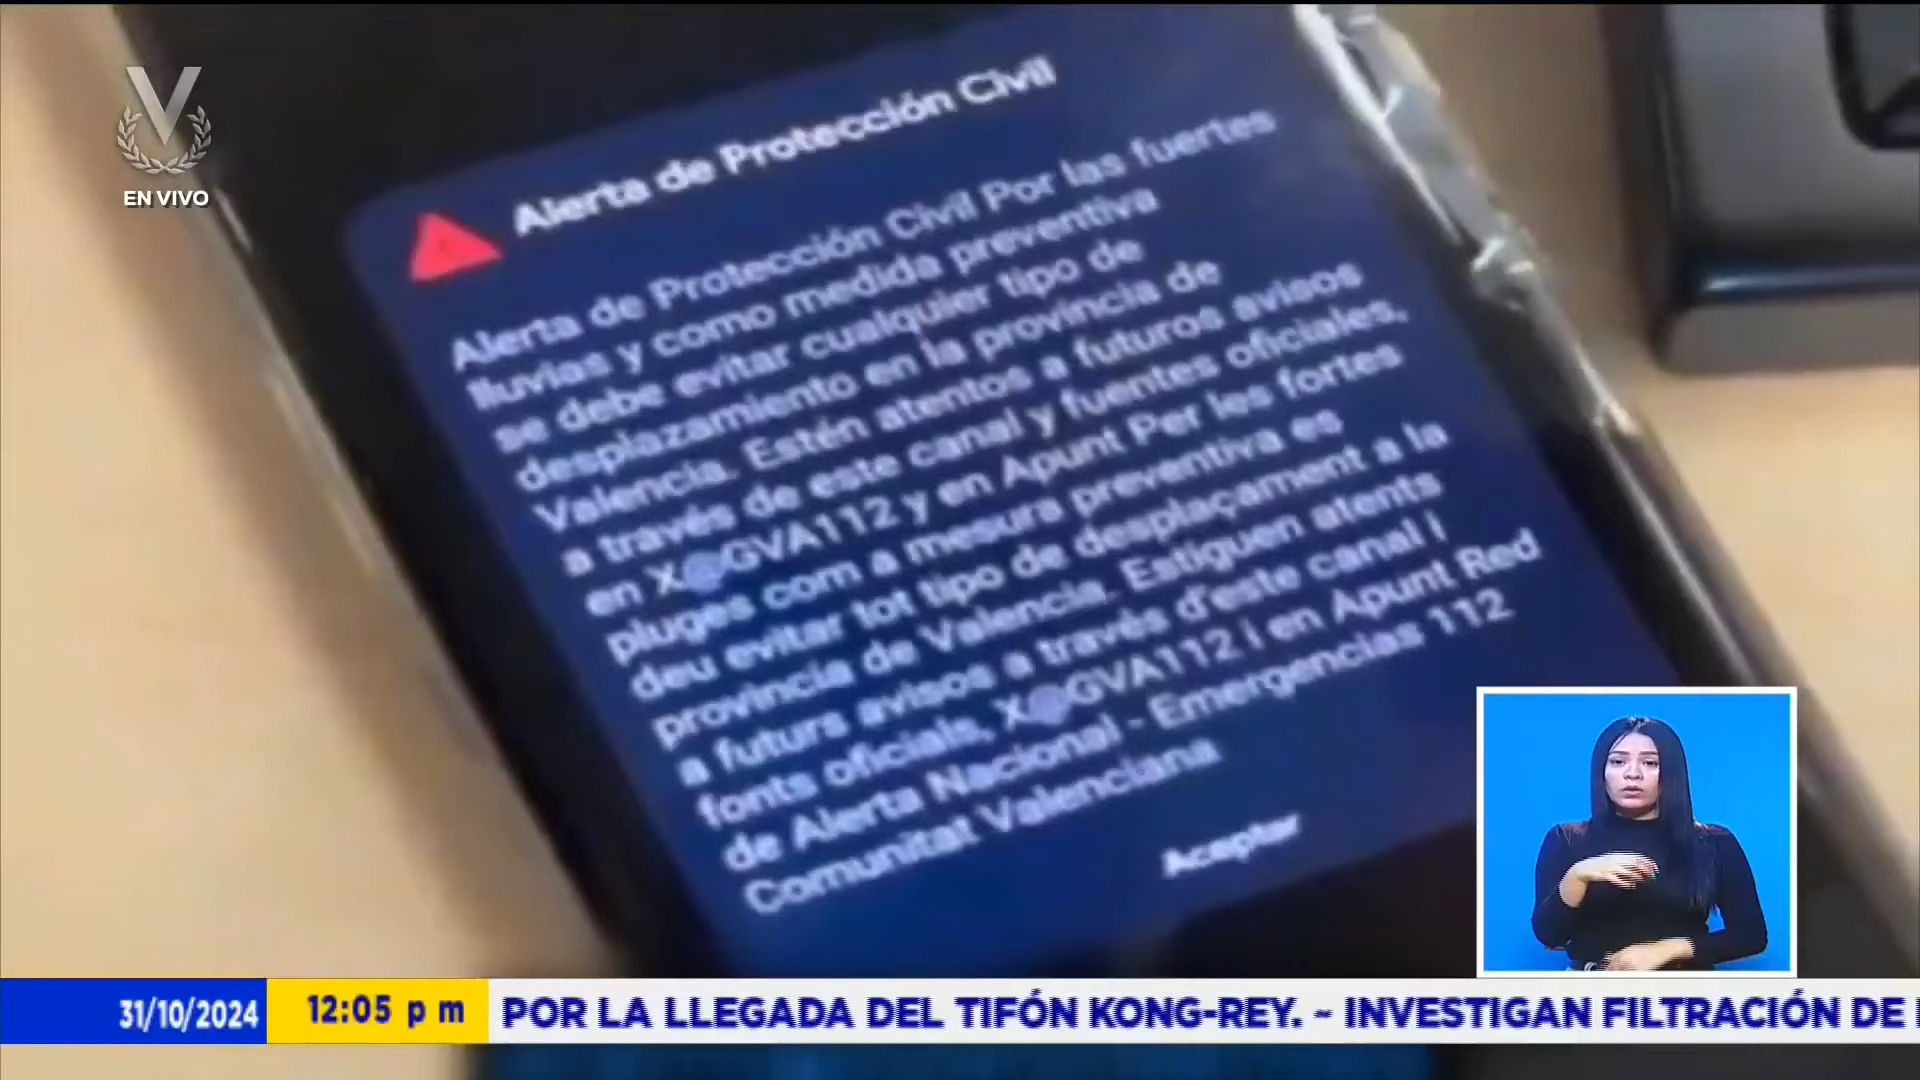 V
EN VIVO
Alerta de Protección Civil
Alerta de Protección Civil Por las fuertes
lluvias y como medida preventiva
se debe evitar cualquier tipo de
desplazamiento en la provincia de
Valencia. Estén atentos a futuros avisos
a través de este canal y fuentes oficiales,
en X@GVA112 y en Apunt Per les fortes
pluges com a mesura preventiva es
deu evitar tot tipo de desplaçament a la
provincia de Valencia. Estiguen atents
a futurs avisos a través d'este canal i
fonts oficials, X@GVA112 i en Apunt Red
de Alerta Nacional - Emergencias 112
Comunitat Valenciana
Aceptar
31/10/2024 12:05 p m POR LA LLEGADA DEL TIFÓN KONG-REY. ~ INVESTIGAN FILTRACIÓN DE